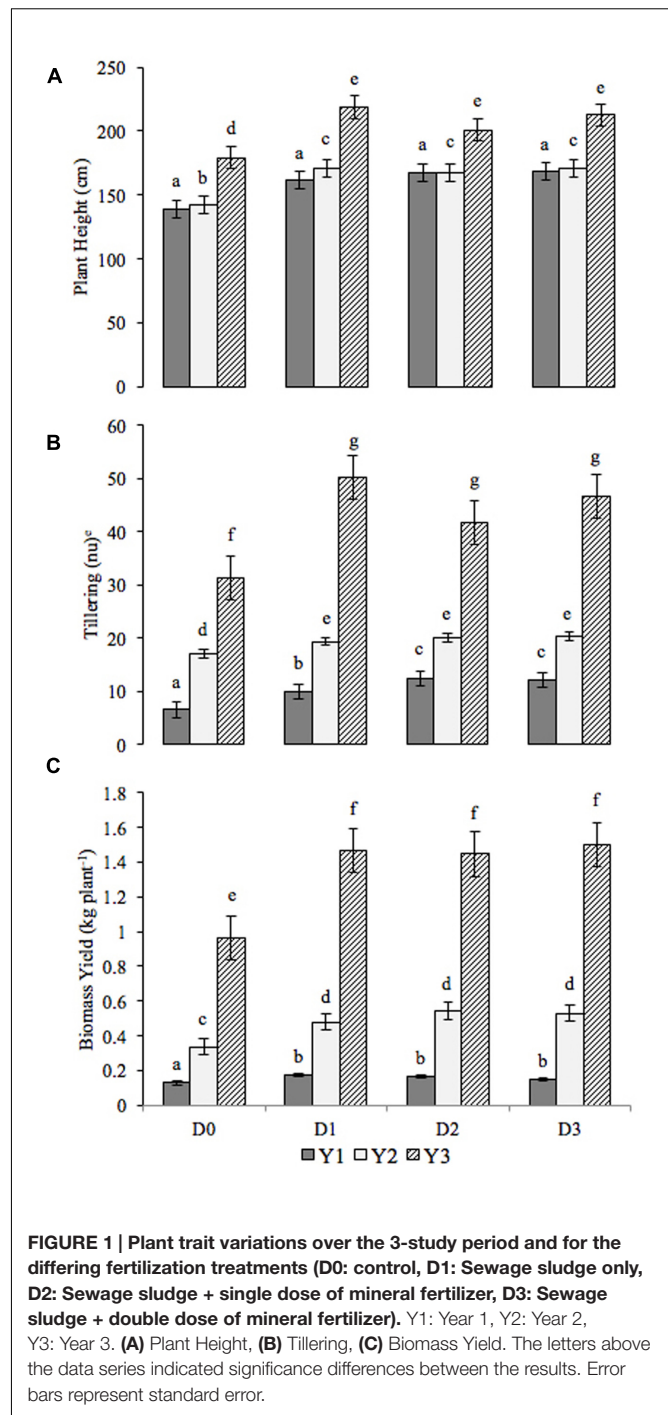 A
Plant Height (cm)
250
200
150
100
50
0
a b d
a c e
a c e
a c e
B
Tillering (nu)ᶜ
60
50
40
30
20
10
0
a d f
b e g
c e g
c e g
C
Biomass Yield (kg plant⁻¹)
1.8
1.6
1.4
1.2
1
0.8
0.6
0.4
0.2
0
a c e
b d f
b d f
b d f
D0 D1 D2 D3
Y1 Y2 Y3
FIGURE 1 | Plant trait variations over the 3-study period and for the
differing fertilization treatments (D0: control, D1: Sewage sludge only,
D2: Sewage sludge + single dose of mineral fertilizer, D3: Sewage
sludge + double dose of mineral fertilizer). Y1: Year 1, Y2: Year 2,
Y3: Year 3. (A) Plant Height, (B) Tillering, (C) Biomass Yield. The letters above
the data series indicated significance differences between the results. Error
bars represent standard error.